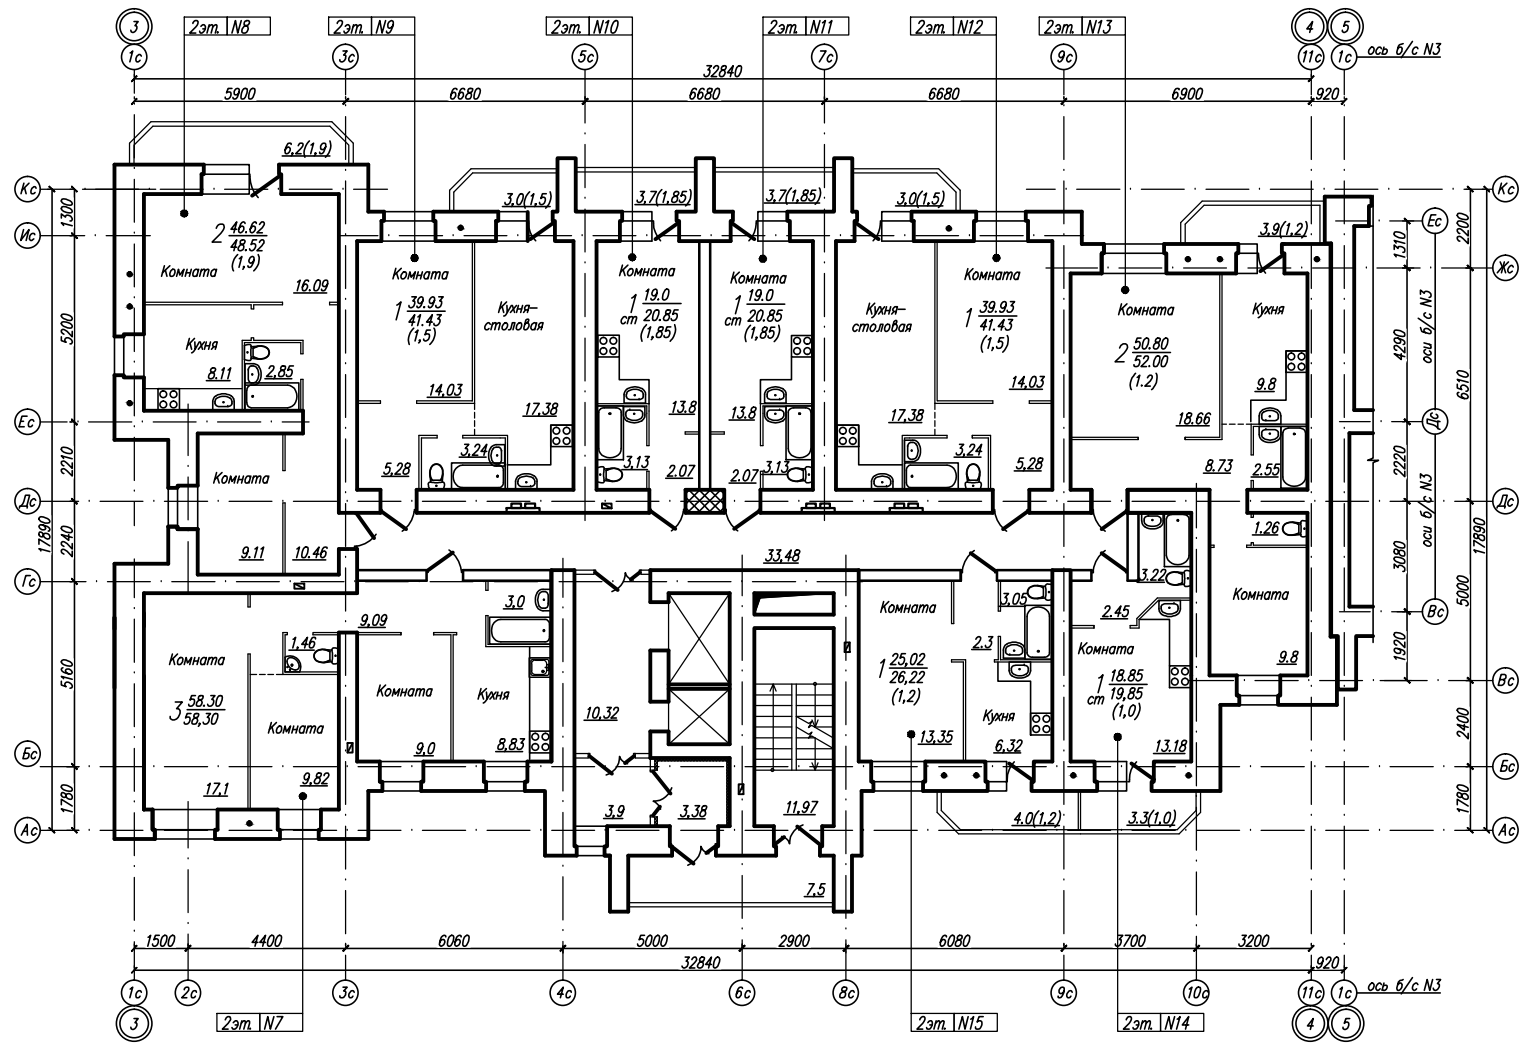 3
2эт. N8
2эт. N9
2эт. N10
2эт. N11
2эт. N12
2эт. N13
4
5
1с
3с
5с
7с
9с
11с
1с
ось б/с N3
32840
5900
6680
6680
6680
6900
920
6,2(1,9)
3,0(1,5)
3,7(1,85)
3,7(1,85)
3,0(1,5)
3,9(1,2)
Кс
Ис
Ес
Дс
Гс
Бс
Ас
1300
5200
2210
2240
5160
1780
17890
Кс
Ес
Жс
Дс
Дс
Вс
Вс
Бс
Ас
2200
1310
4290
6510
2220
3080
5000
1920
2400
1780
17890
оси б/с N3
оси б/с N3
2 46.62
48.52
(1,9)
Комната
16.09
Кухня
8.11
2,85
Комната
9.11
10.46
Комната
1 39.93
41.43
(1,5)
14.03
Кухня-
столовая
17.38
3,24
5,28
Комната
1 19.0
ст 20.85
(1,85)
13.8
3,13
2.07
Комната
1 19.0
ст 20.85
(1,85)
13.8
3,13
2.07
Кухня-
столовая
17.38
3,24
Комната
1 39.93
41.43
(1,5)
14.03
5,28
Комната
2 50.80
52.00
(1.2)
18.66
Кухня
9.8
8.73
2.55
1.26
Комната
9.8
33,48
9,09
3,0
1,46
Комната
3 58.30
58,30
17,1
Комната
9,82
Комната
9,0
Кухня
8,83
10,32
3,9
3,38
11,97
7,5
Комната
1 25,02
26,22
(1,2)
13,35
3,05
2.3
Кухня
6,32
3,22
2.45
Комната
1 18.85
ст 19,85
(1,0)
13.18
4.0(1,2)
3.3(1.0)
1500
4400
6060
5000
2900
6080
3700
3200
32840
920
1с
2с
3с
4с
6с
8с
9с
10с
11с
1с
ось б/с N3
3
2эт. N7
2эт. N15
2эт. N14
4
5